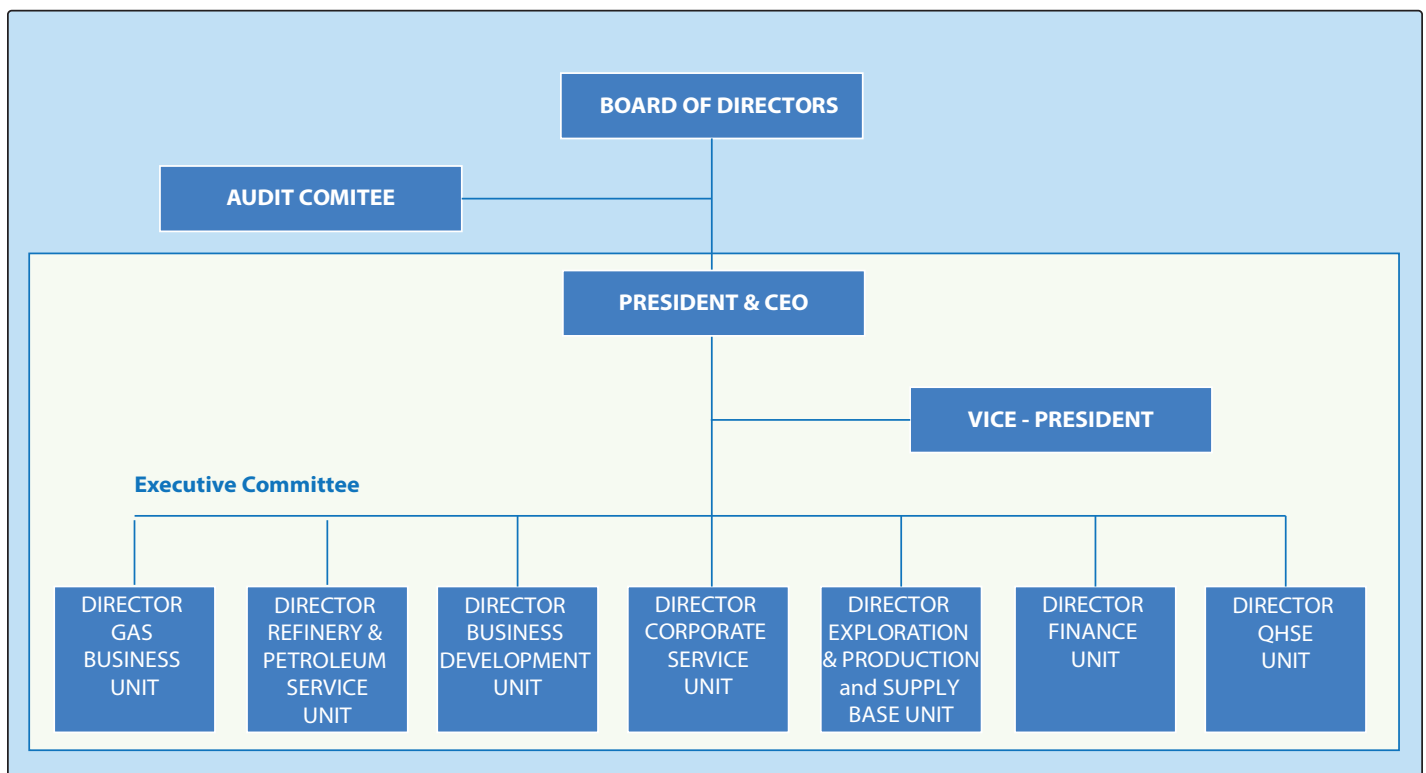 BOARD OF DIRECTORS
AUDIT COMITEE
PRESIDENT & CEO
VICE - PRESIDENT
Executive Committee
DIRECTOR
GAS
BUSINESS
UNIT
DIRECTOR
REFINERY &
PETROLEUM
SERVICE
UNIT
DIRECTOR
BUSINESS
DEVELOPMENT
UNIT
DIRECTOR
CORPORATE
SERVICE
UNIT
DIRECTOR
EXPLORATION
& PRODUCTION
and SUPPLY
BASE UNIT
DIRECTOR
FINANCE
UNIT
DIRECTOR
QHSE
UNIT